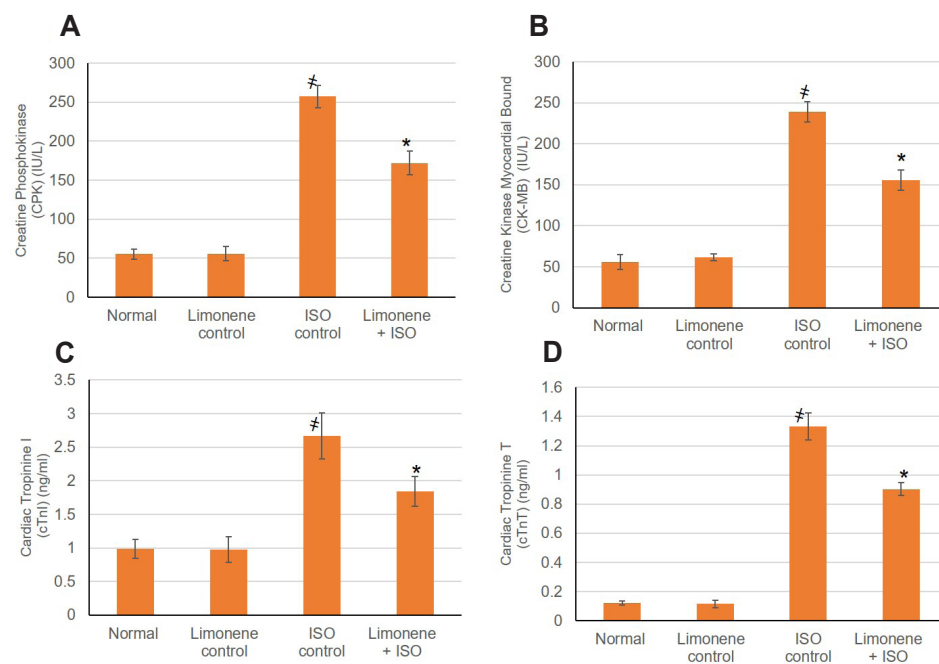 A
Creatine Phosphokinase
(CPK) (IU/L)
300
250
200
150
100
50
0
‡
*
Normal
Limonene
control
ISO
control
Limonene
+ ISO
B
Creatine Kinase Myocardial Bound
(CK-MB) (IU/L)
300
250
200
150
100
50
0
‡
*
Normal
Limonene
control
ISO
control
Limonene
+ ISO
C
Cardiac Tropinine I
(cTnI) (ng/ml)
3.5
3
2.5
2
1.5
1
0.5
0
‡
*
Normal
Limonene
control
ISO
control
Limonene
+ ISO
D
Cardiac Tropinine T
(cTnT) (ng/ml)
1.6
1.4
1.2
1
0.8
0.6
0.4
0.2
0
‡
*
Normal
Limonene
control
ISO
control
Limonene
+ ISO